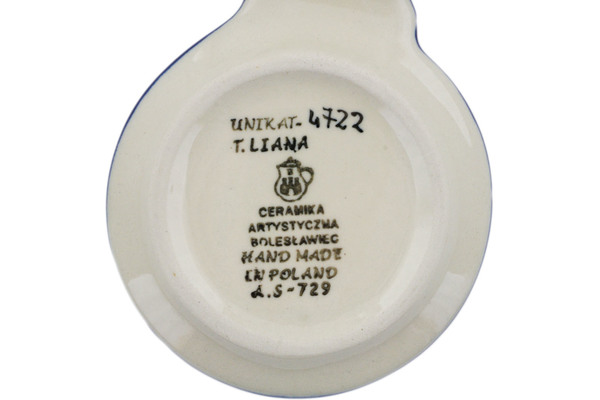 UNIKAT-4722
T.LIANA
CERAMIKA
ARTYSTYCZNA
BOLESŁAWIEC
HAND MADE
IN POLAND
A.S-729